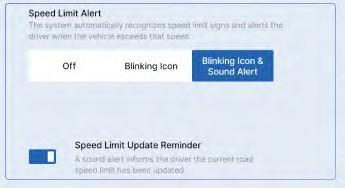 Speed Limit Alert
The system automatically recognizes speed limit signs and alerts the
driver when the vehicle exceeds that speed.
Off
Blinking Icon
Blinking Icon &
Sound Alert
Speed Limit Update Reminder
A sound alert informs the driver the current road
speed limit has been updated.